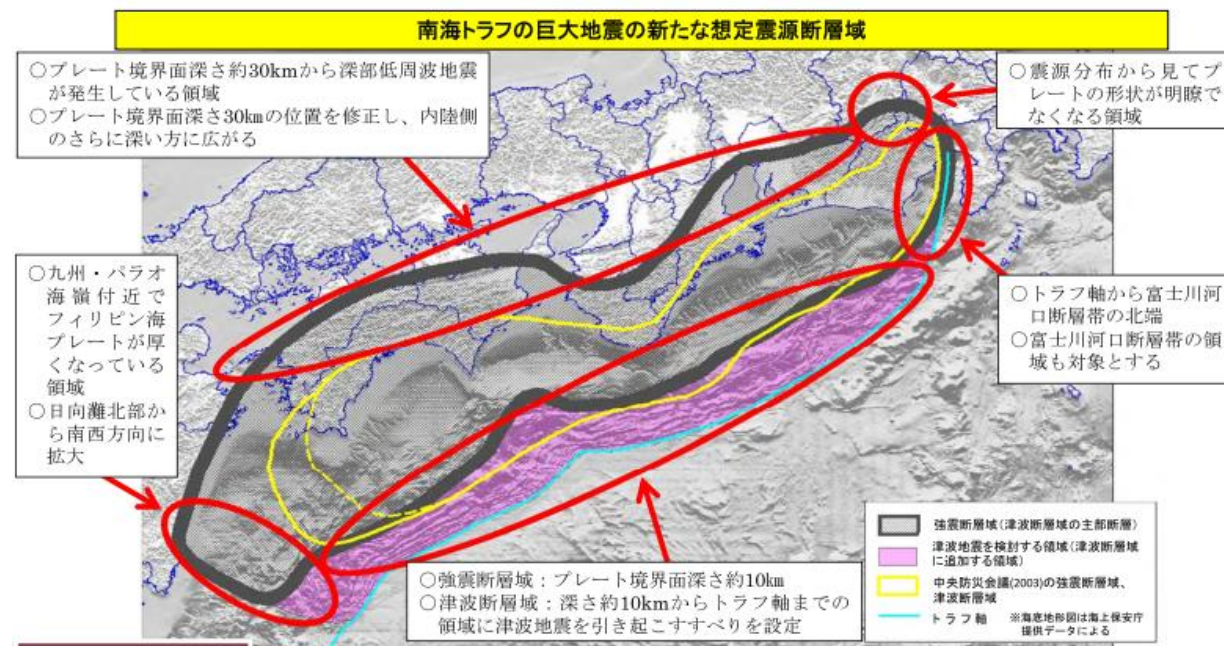 南海トラフの巨大地震の新たな想定震源断層域
○プレート境界面深さ約30kmから深部低周波地震
が発生している領域
○プレート境界面深さ30kmの位置を修正し、内陸側
のさらに深い方に広がる
○震源分布から見てプ
レートの形状が明瞭で
なくなる領域
○九州・パラオ
海嶺付近で
フィリピン海
プレートが厚
くなっている
領域
○日向灘北部か
ら南西方向に
拡大
○トラフ軸から富士川河
口断層帯の北端
○富士川河口断層帯の領
域も対象とする
○強震断層域：プレート境界面深さ約10km
○津波断層域：深さ約10kmからトラフ軸までの
領域に津波地震を引き起こすすべりを設定
強震断層域(津波断層域の主部断層)
津波地震を検討する領域(津波断層域
に追加する領域)
中央防災会議(2003)の強震断層域、
津波断層域
トラフ軸 ※海底地形図は海上保安庁
提供データによる